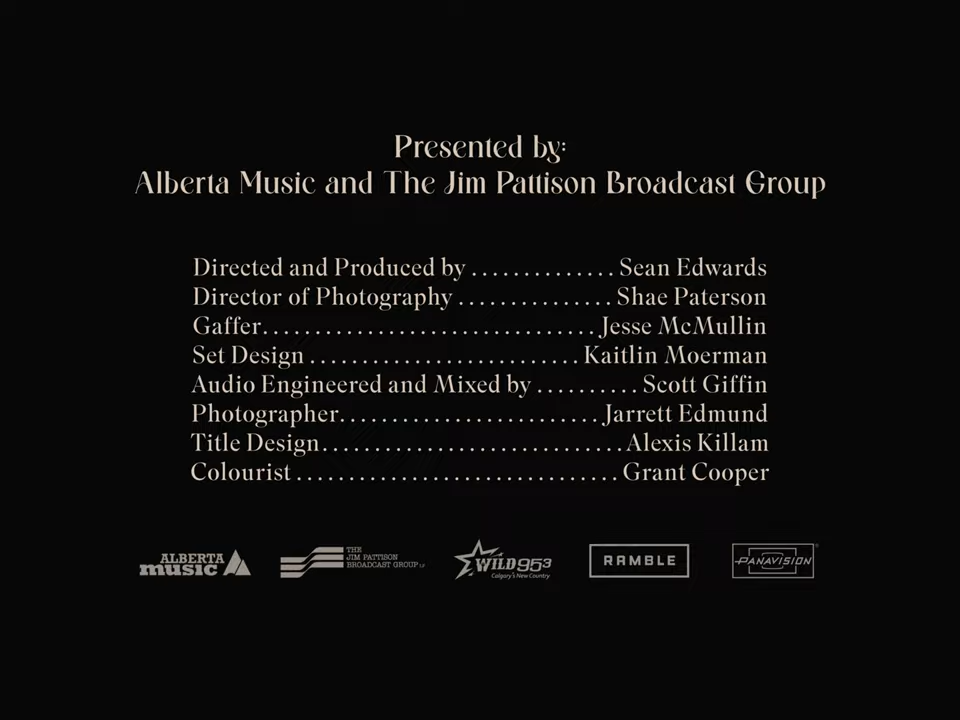 Presented by:
Alberta Music and The Jim Pattison Broadcast Group
Directed and Produced by .............. Sean Edwards
Director of Photography ............... Shae Paterson
Gaffer................................ Jesse McMullin
Set Design .......................... Kaitlin Moerman
Audio Engineered and Mixed by .......... Scott Giffin
Photographer......................... Jarrett Edmund
Title Design............................. Alexis Killam
Colourist ............................... Grant Cooper
ALBERTA
music
THE
JIM PATTISON
BROADCAST GROUP LP
WILD 953
Calgary's New Country
RAMBLE
PANAVISION®